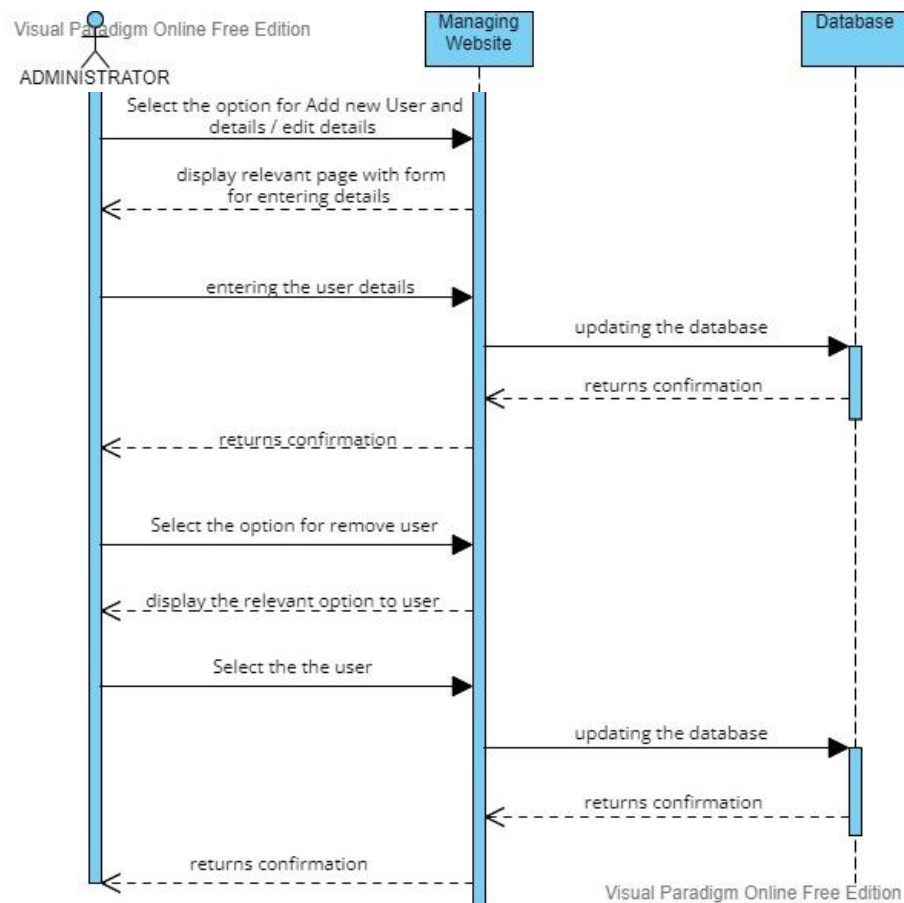 Visual Paradigm Online Free Edition
ADMINISTRATOR
Managing
Website
Database
Select the option for Add new User and
details / edit details
display relevant page with form
for entering details
entering the user details
updating the database
returns confirmation
returns confirmation
Select the option for remove user
display the relevant option to user
Select the the user
updating the database
returns confirmation
returns confirmation
Visual Paradigm Online Free Edition